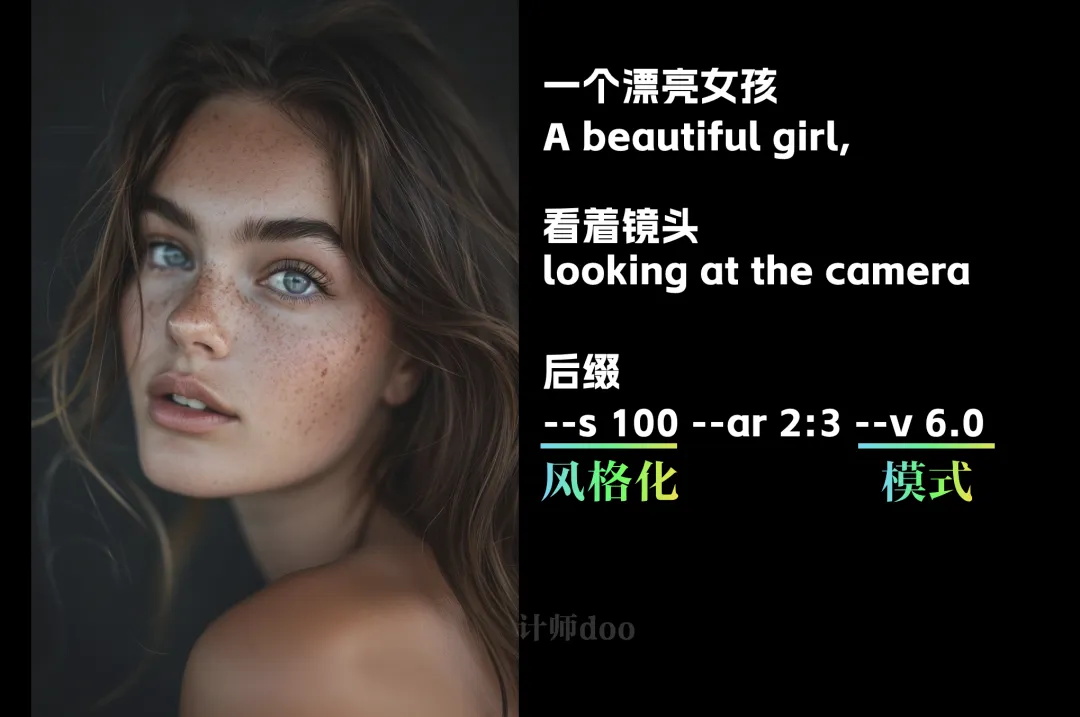 一个漂亮女孩
A beautiful girl,
看着镜头
looking at the camera
后缀
--s 100 --ar 2:3 --v 6.0
风格化 模式
计师doo